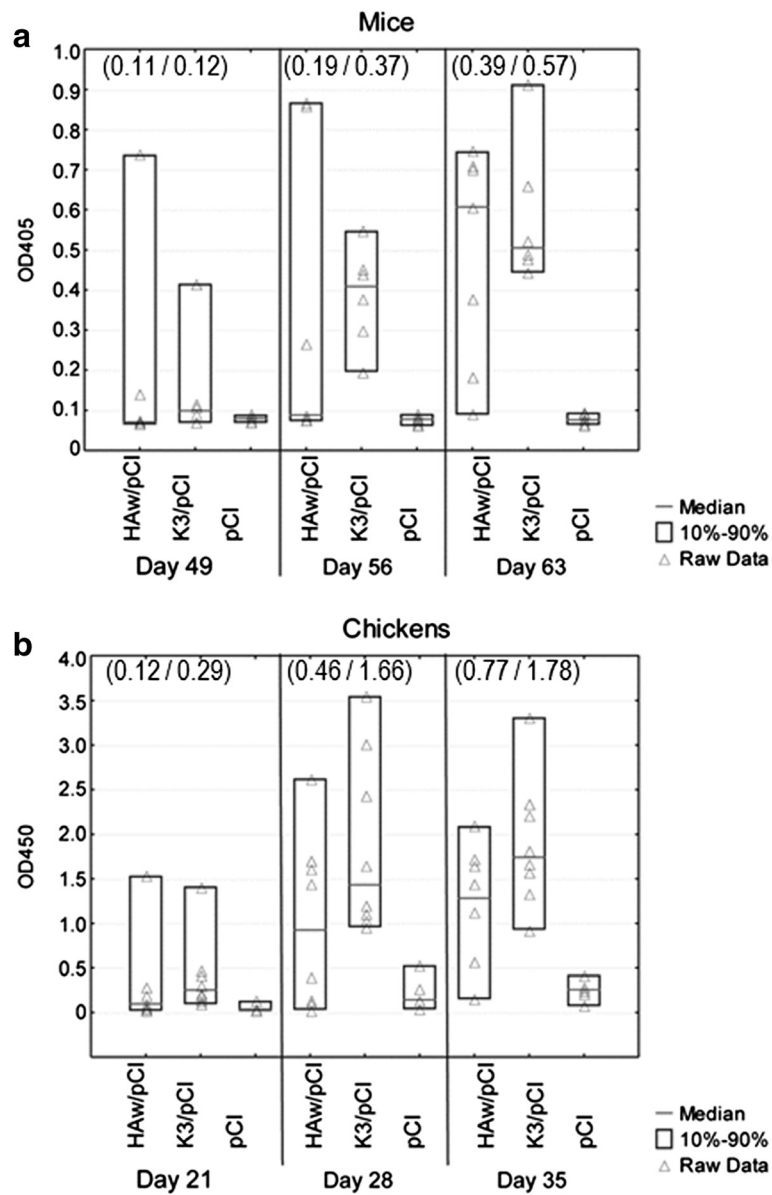 a
Mice
(0.11 / 0.12) (0.19 / 0.37) (0.39 / 0.57)
1.0
0.9
0.8
0.7
0.6
0.5
0.4
0.3
0.2
0.1
0
OD405
HAw/pCI K3/pCI pCI HAw/pCI K3/pCI pCI HAw/pCI K3/pCI pCI
Day 49 Day 56 Day 63
Median
10%-90%
Raw Data
b
Chickens
(0.12 / 0.29) (0.46 / 1.66) (0.77 / 1.78)
4.0
3.5
3.0
2.5
2.0
1.5
1.0
0.5
0
OD450
HAw/pCI K3/pCI pCI HAw/pCI K3/pCI pCI HAw/pCI K3/pCI pCI
Day 21 Day 28 Day 35
Median
10%-90%
Raw Data